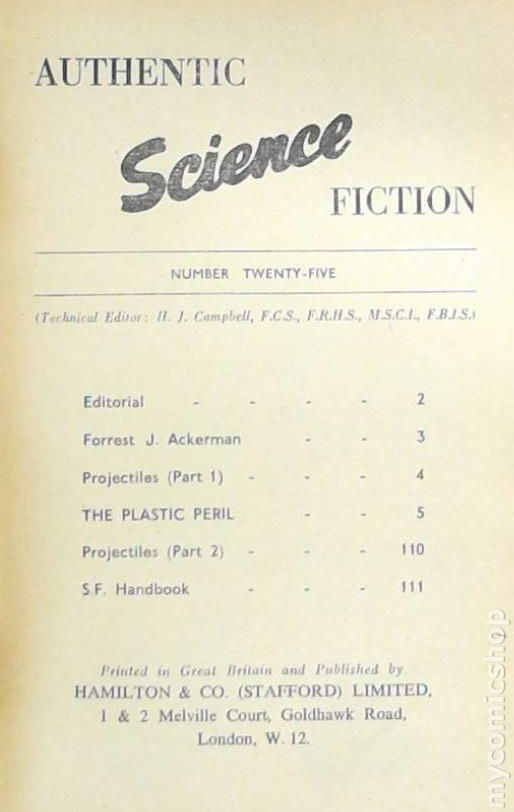 AUTHENTIC
Science
FICTION
NUMBER TWENTY-FIVE
(Technical Editor: H. J. Campbell, F.C.S., F.R.H.S., M.S.C.I., F.B.I.S.)
Editorial - - - - 2
Forrest J. Ackerman - - 3
Projectiles (Part 1) - - - 4
THE PLASTIC PERIL - - 5
Projectiles (Part 2) - - - 110
S.F. Handbook - - - 111
Printed in Great Britain and Published by
HAMILTON & CO. (STAFFORD) LIMITED,
1 & 2 Melville Court, Goldhawk Road,
London, W. 12.
mycomicshop